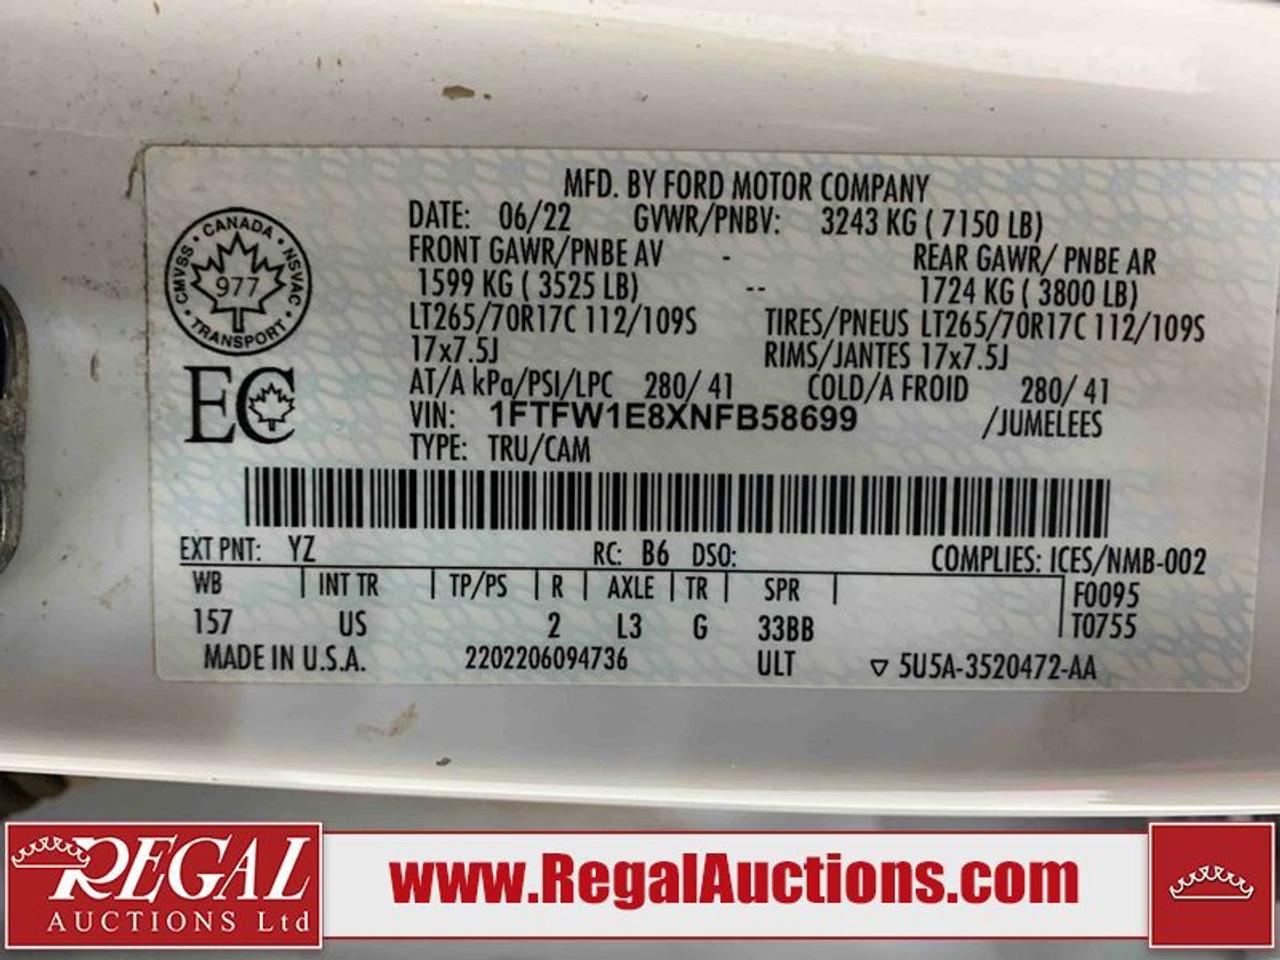 MFD. BY FORD MOTOR COMPANY
DATE: 06/22 GVWR/PNBV: 3243 KG ( 7150 LB)
FRONT GAWR/PNBE AV - REAR GAWR/ PNBE AR
1599 KG ( 3525 LB) -- 1724 KG ( 3800 LB)
LT265/70R17C 112/109S TIRES/PNEUS LT265/70R17C 112/109S
17x7.5J RIMS/JANTES 17x7.5J
AT/A kPa/PSI/LPC 280/ 41 COLD/A FROID 280/ 41
VIN: 1FTFW1E8XNFB58699 /JUMELEES
TYPE: TRU/CAM
CANADA
CMVSS • NSVAC
977
TRANSPORT
EC
EXT PNT: YZ RC: B6 DSO: COMPLIES: ICES/NMB-002
WB | INT TR | TP/PS | R | AXLE | TR | SPR | F0095
157 US 2 L3 G 33BB T0755
MADE IN U.S.A. 2202206094736 ULT ▽ 5U5A-3520472-AA
REGAL
AUCTIONS Ltd
www.RegalAuctions.com